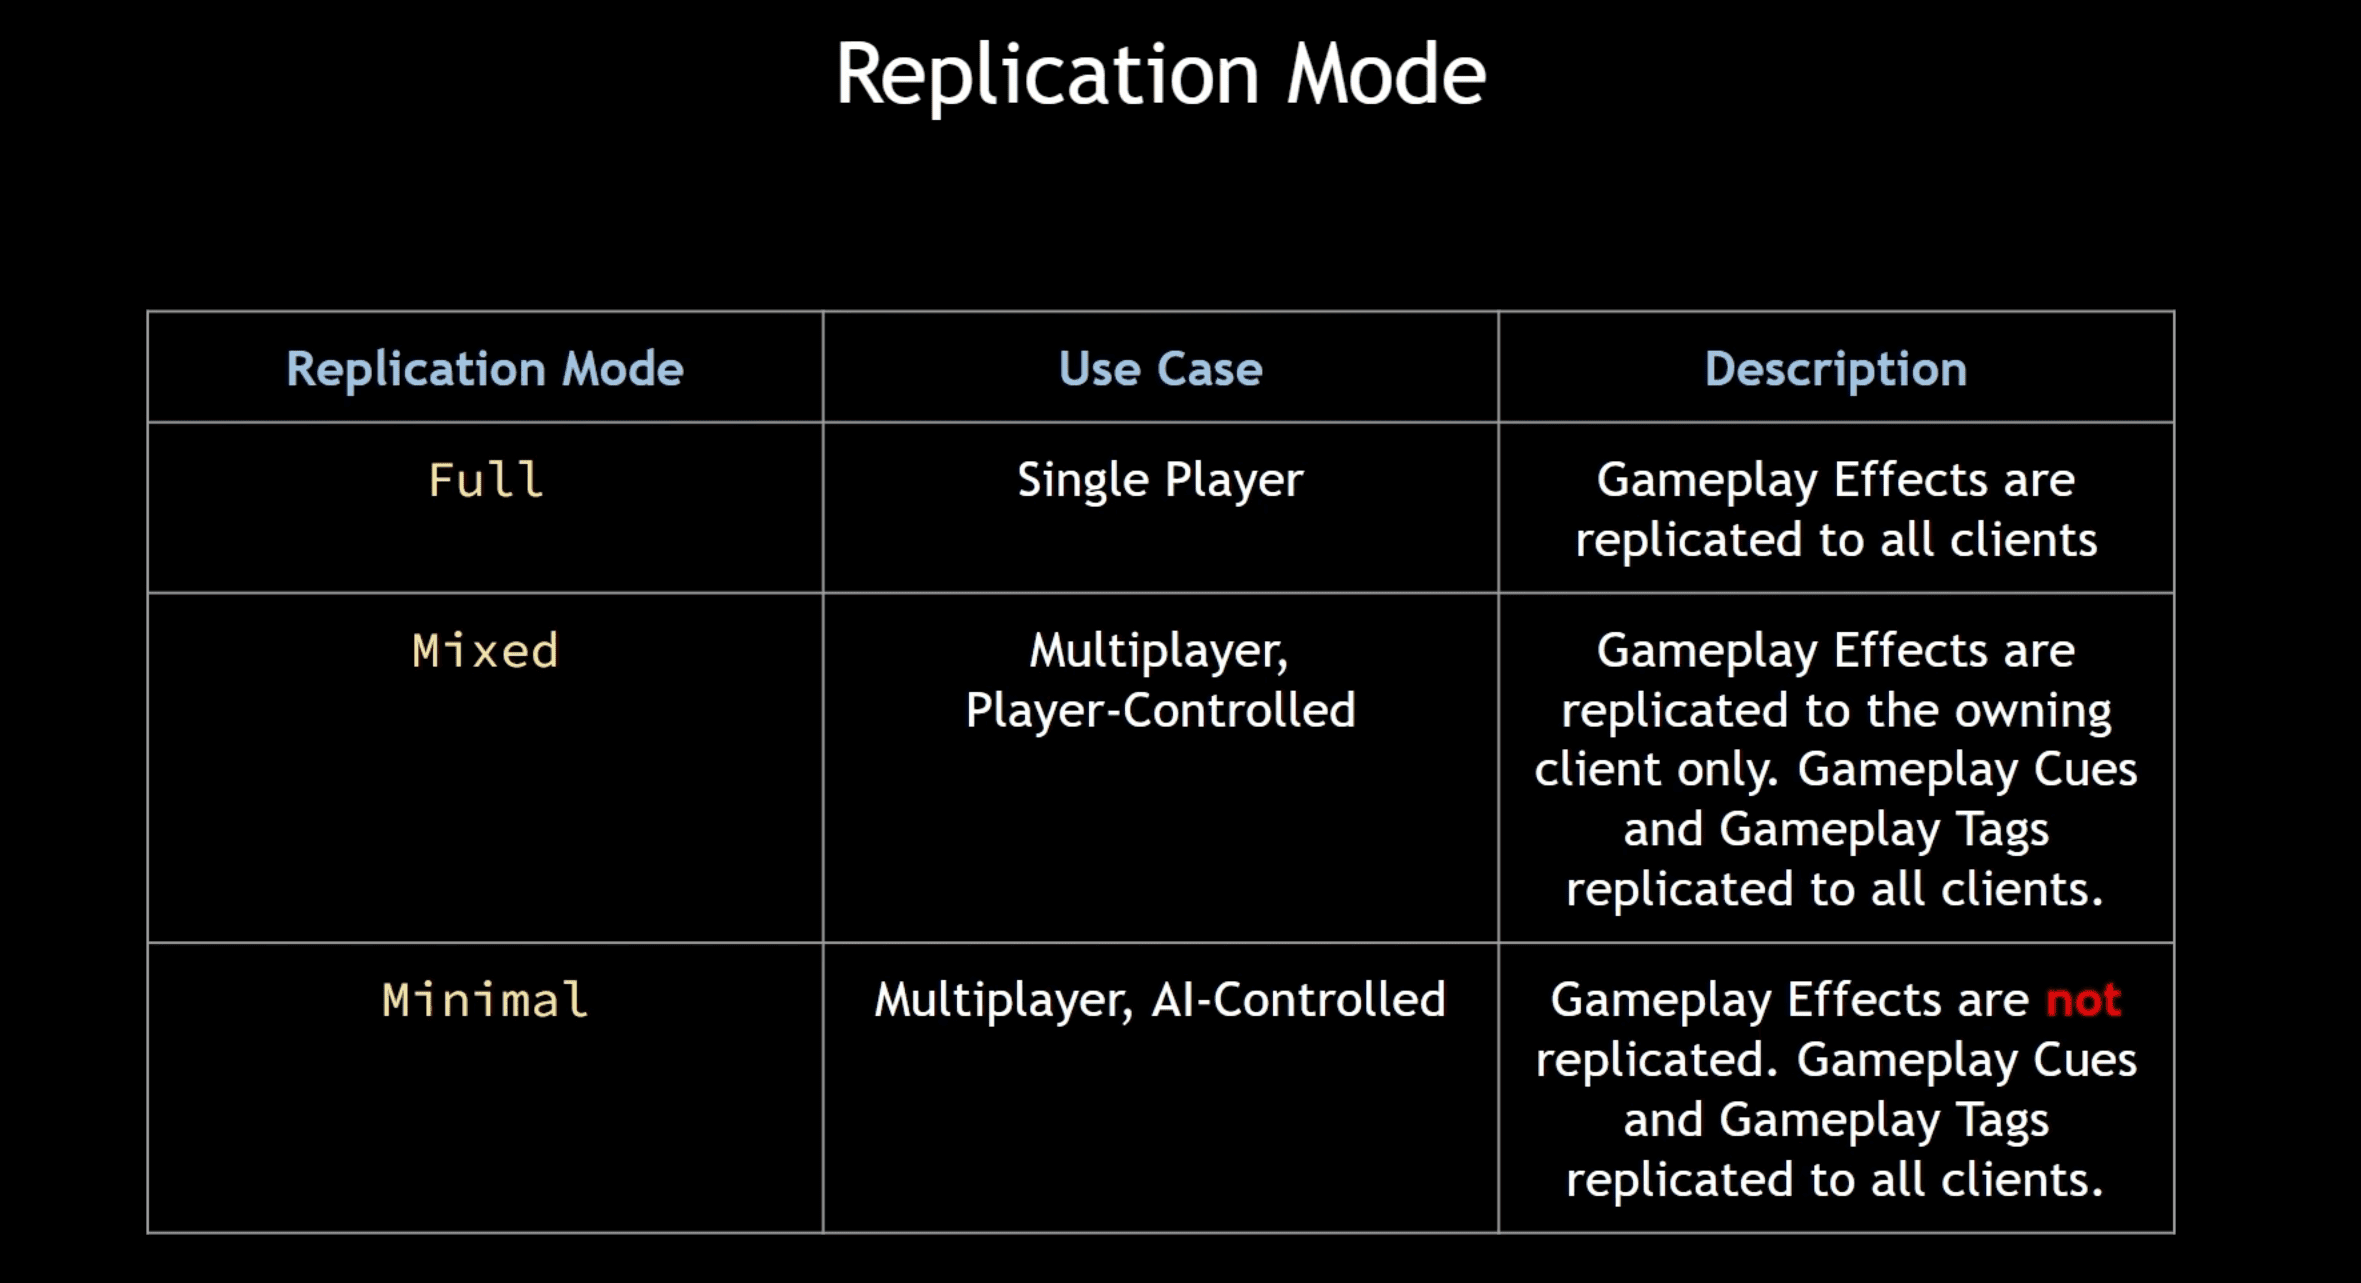 Replication Mode
Replication Mode
Use Case
Description
Full
Single Player
Gameplay Effects are
replicated to all clients
Mixed
Multiplayer,
Player-Controlled
Gameplay Effects are
replicated to the owning
client only. Gameplay Cues
and Gameplay Tags
replicated to all clients.
Minimal
Multiplayer, AI-Controlled
Gameplay Effects are not
replicated. Gameplay Cues
and Gameplay Tags
replicated to all clients.